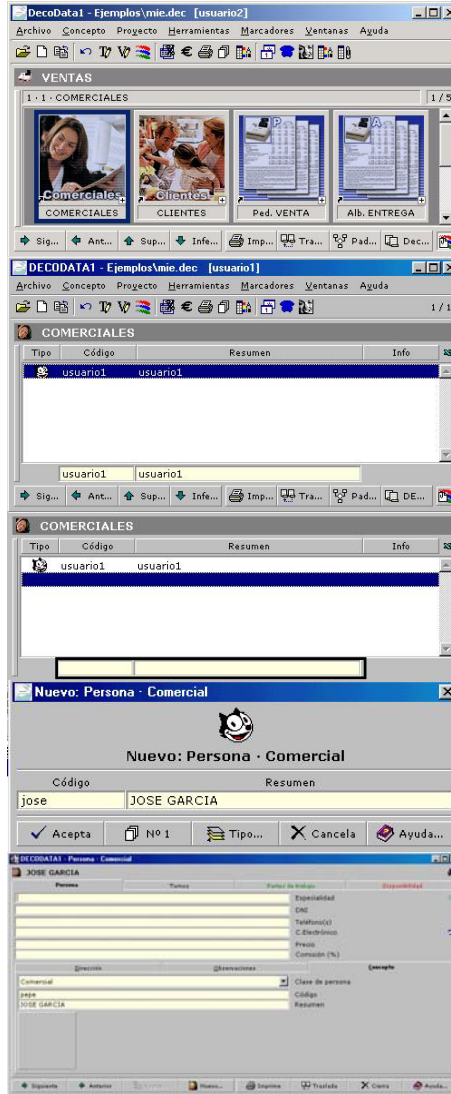 DecoData1 - Ejemplos\mie.dec [usuario2]
Archivo Concepto Proyecto Herramientas Marcadores Ventanas Ayuda
VENTAS
1 · 1 · COMERCIALES 1 / 5
Comerciales Clientes P A
COMERCIALES CLIENTES Ped. VENTA Alb. ENTREGA
Sig... Ant... Sup... Infe... Imp... Tra... Pad... Dec...
DECODATA1 - Ejemplos\mie.dec [usuario1]
Archivo Concepto Proyecto Herramientas Marcadores Ventanas Ayuda
1 / 1
COMERCIALES
Tipo Código Resumen Info
usuario1 usuario1
usuario1 usuario1
Sig... Ant... Sup... Infe... Imp... Tra... Pad... DE...
COMERCIALES
Tipo Código Resumen Info
usuario1 usuario1
Nuevo: Persona · Comercial
Nuevo: Persona · Comercial
Código Resumen
jose JOSE GARCIA
Acepta Nº 1 Tipo... Cancela Ayuda...
DECODATA1 - Persona · Comercial
JOSE GARCIA
Persona Tareas Partes de trabajo Disponibilidad
Especialidad
DNI
Teléfono(s)
C.Electrónico
Precio
Comisión (%)
Dirección Observaciones Concepto
Comercial Clase de persona
pepe Código
JOSE GARCIA Resumen
Siguiente Anterior Nuevo... Imprime Traslada Cierra Ayuda...